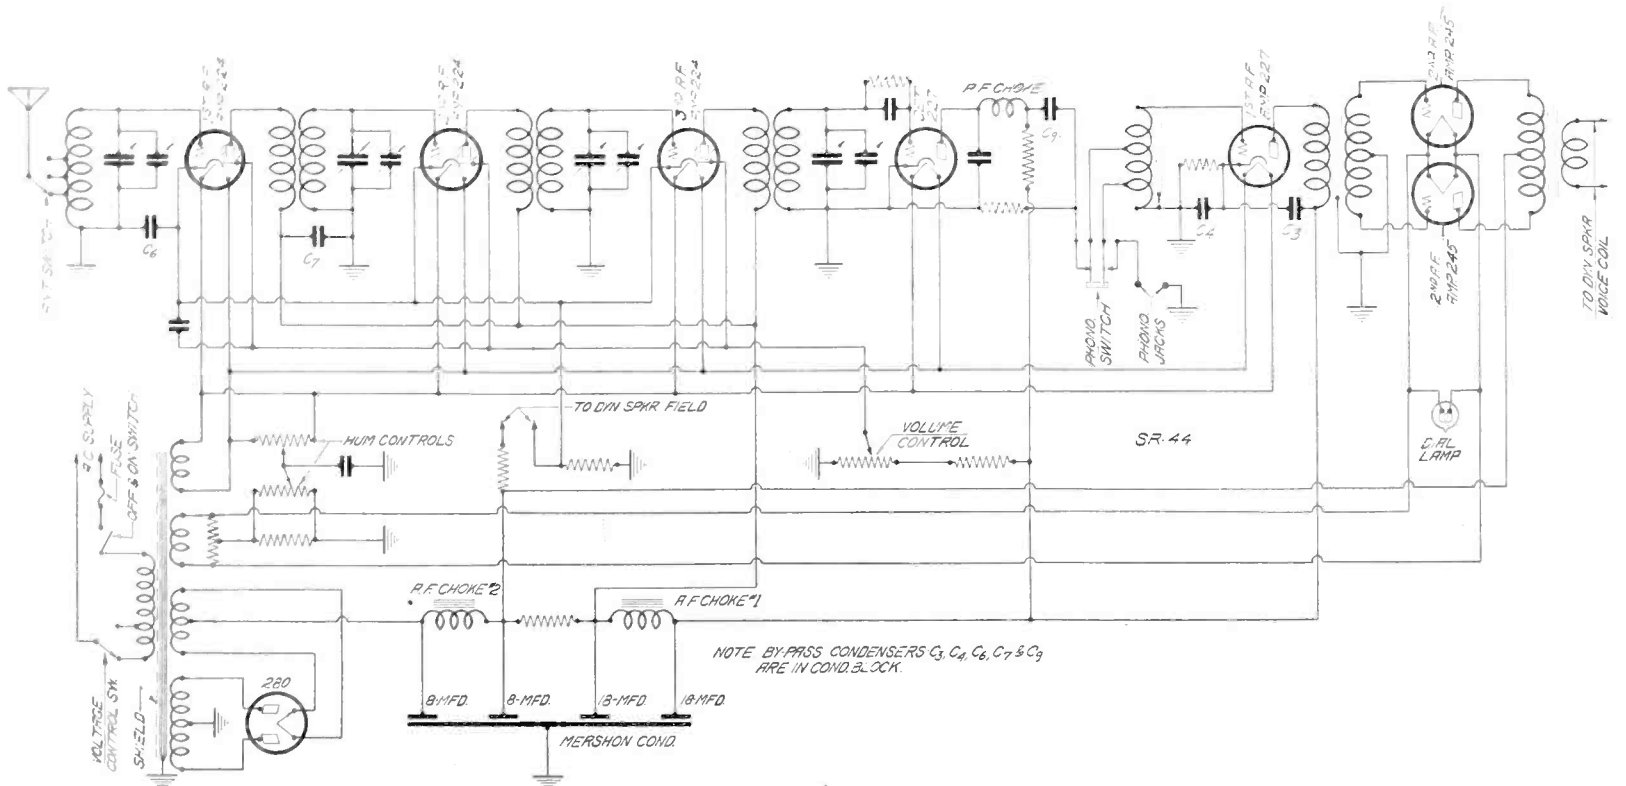 1ST R.F.
AMP. 224
2ND R.F.
AMP. 224
3RD R.F.
AMP. 224
227
R.F. CHOKE
C9.
1ST A.F.
AMP. 227
2ND A.F.
AMP. 245
2ND A.F.
AMP. 245
TO DYN SPKR
VOICE COIL
ANT SWITCH
C6
C7
C4
C3
PHONO.
SWITCH
PHONO.
JACKS
A.C. SUPPLY
FUSE
OFF & ON SWITCH
HUM CONTROLS
TO DYN SPKR FIELD
VOLUME
CONTROL
SR-44
DIAL
LAMP
VOLTAGE
CONTROL SW.
SHIELD
280
R.F. CHOKE #2
A F CHOKE #1
8-MFD.
8-MFD.
18-MFD.
18-MFD.
MERSHON COND.
NOTE BY-PASS CONDENSERS C3, C4, C6, C7 & C9
ARE IN COND. BLOCK.